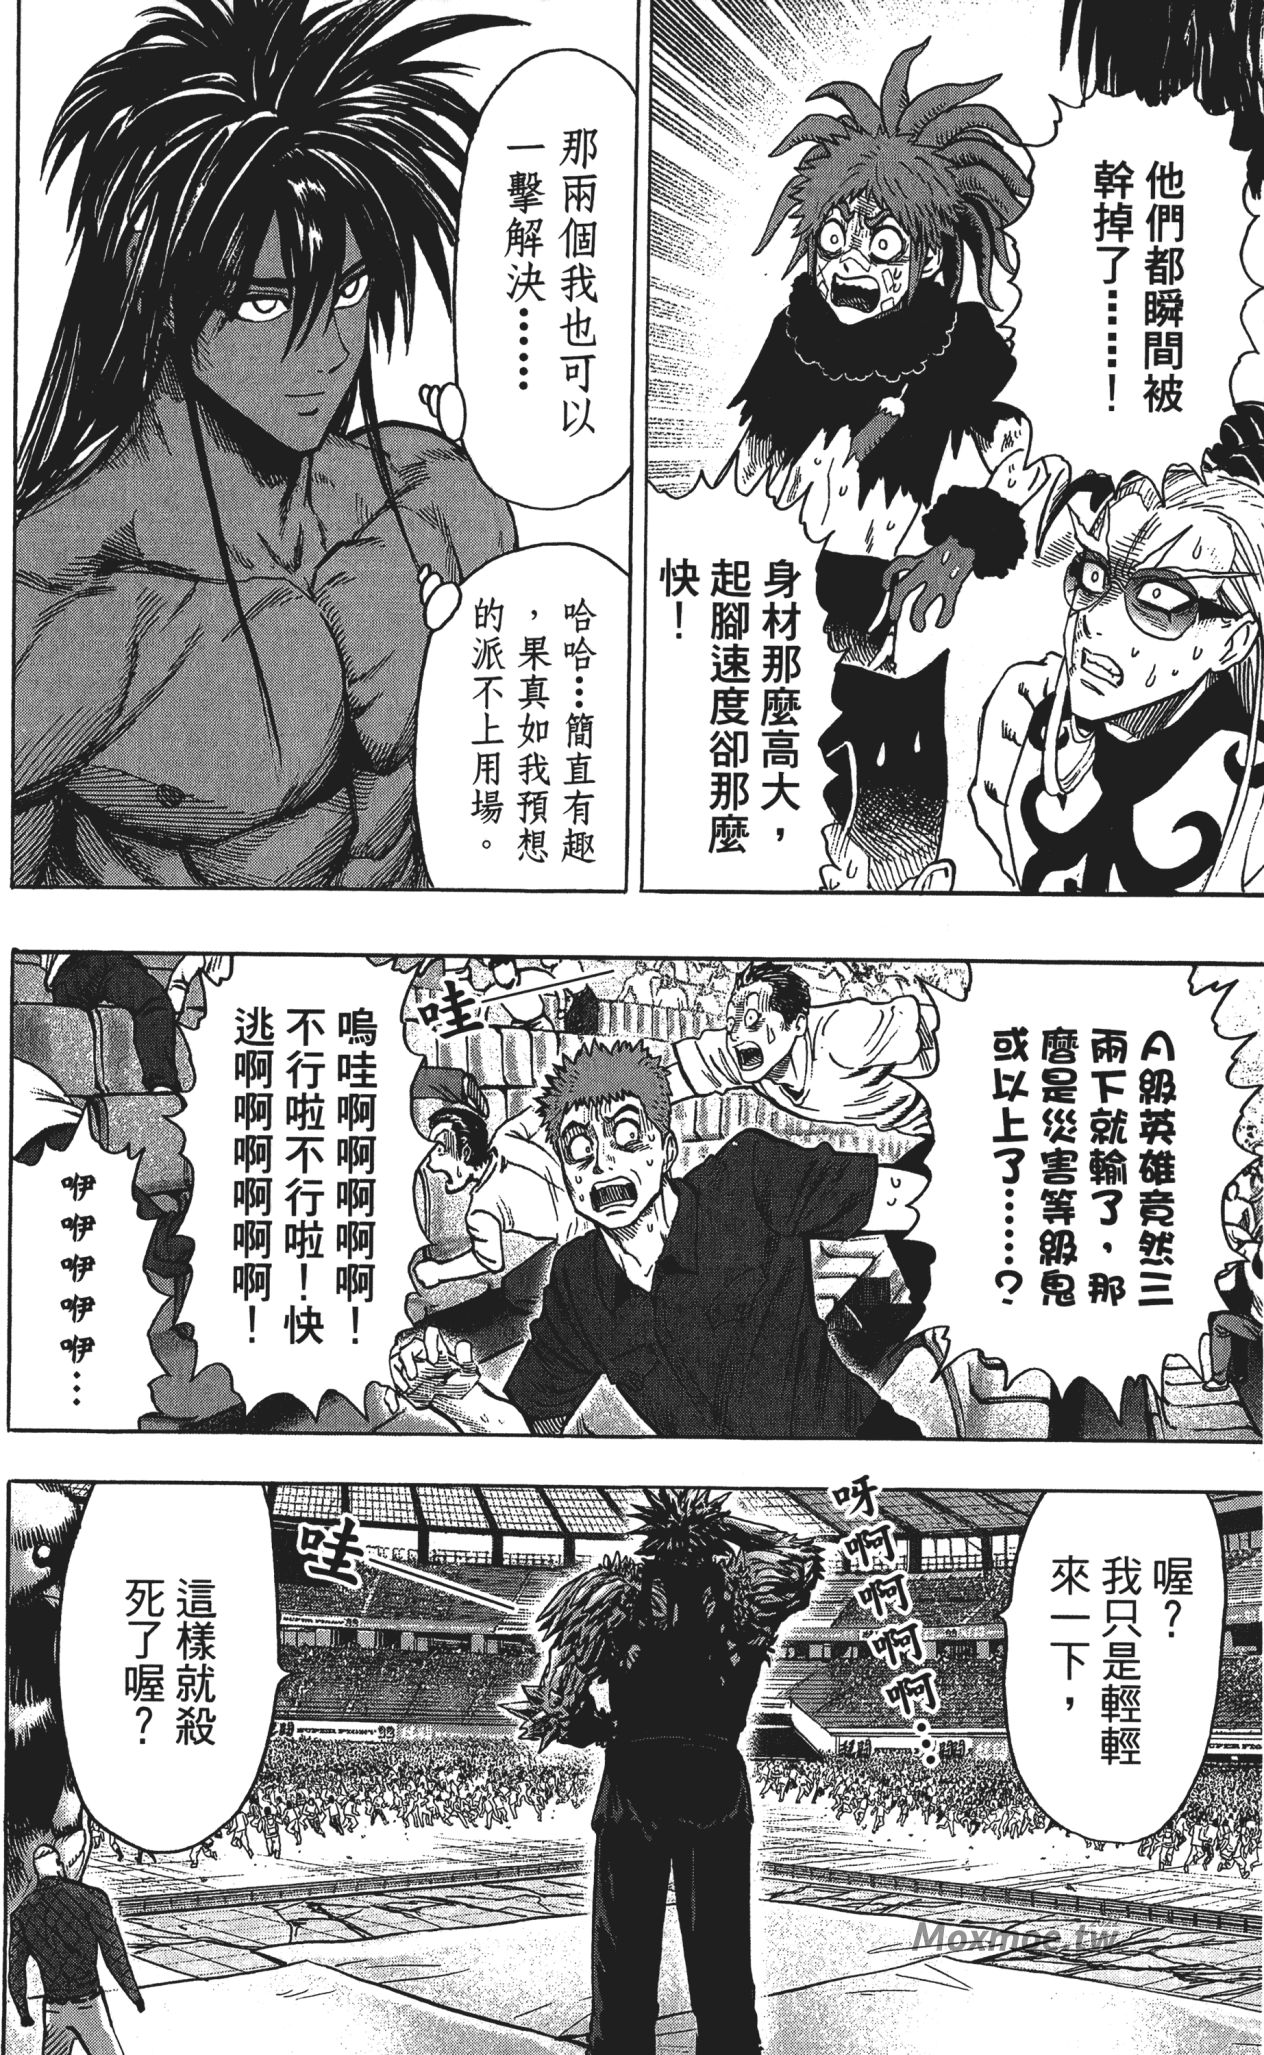 他們都瞬間被
幹掉了……！
身材那麼高大，
起腳速度卻那麼
快！
那兩個我也可以
一擊解決……
哈哈…簡直有趣
，果真如我預想
的派不上用場。
A級英雄竟然三
兩下就輸了，那
麼是災害等級鬼
或以上了……？
哇
嗚哇啊啊啊啊啊！
不行啦不行啦！快
逃啊啊啊啊啊啊！
咿咿咿咿咿…
喔？
我只是輕輕
來一下，
呀啊啊啊啊啊…
哇
這樣就殺
死了喔？
SUPER FIGHT 22
Moxmoe.tw